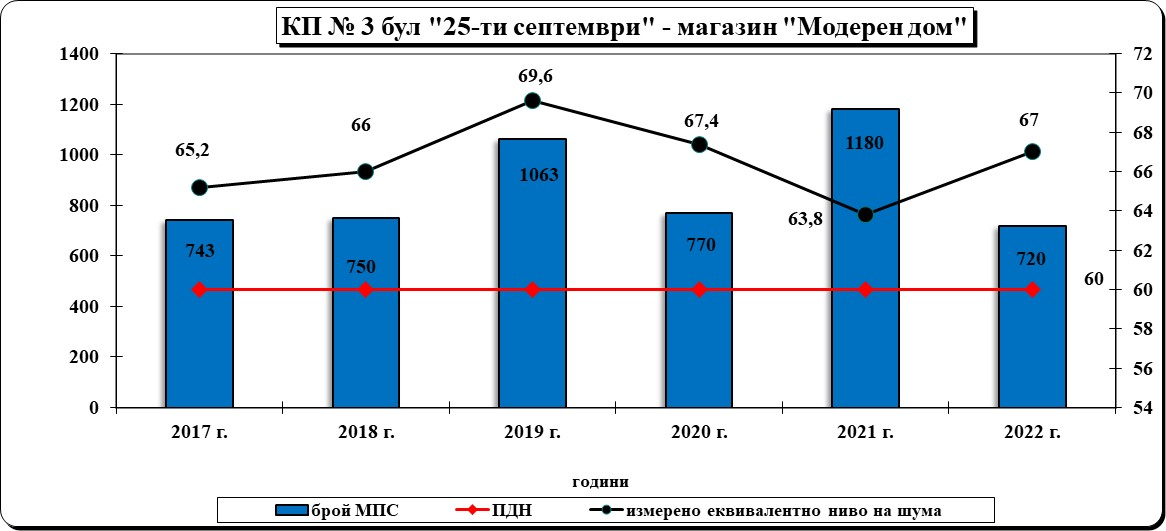 КП № 3 бул "25-ти септември" - магазин "Модерен дом"
1400 72
1200 70
1000 68
800 66
600 64
400 62
200 60
0 58
56
54
65,2 66 69,6 67,4 63,8 67
743 750 1063 770 1180 720
60
2017 г. 2018 г. 2019 г. 2020 г. 2021 г. 2022 г.
години
брой МПС ПДН измерено еквивалентно ниво на шума